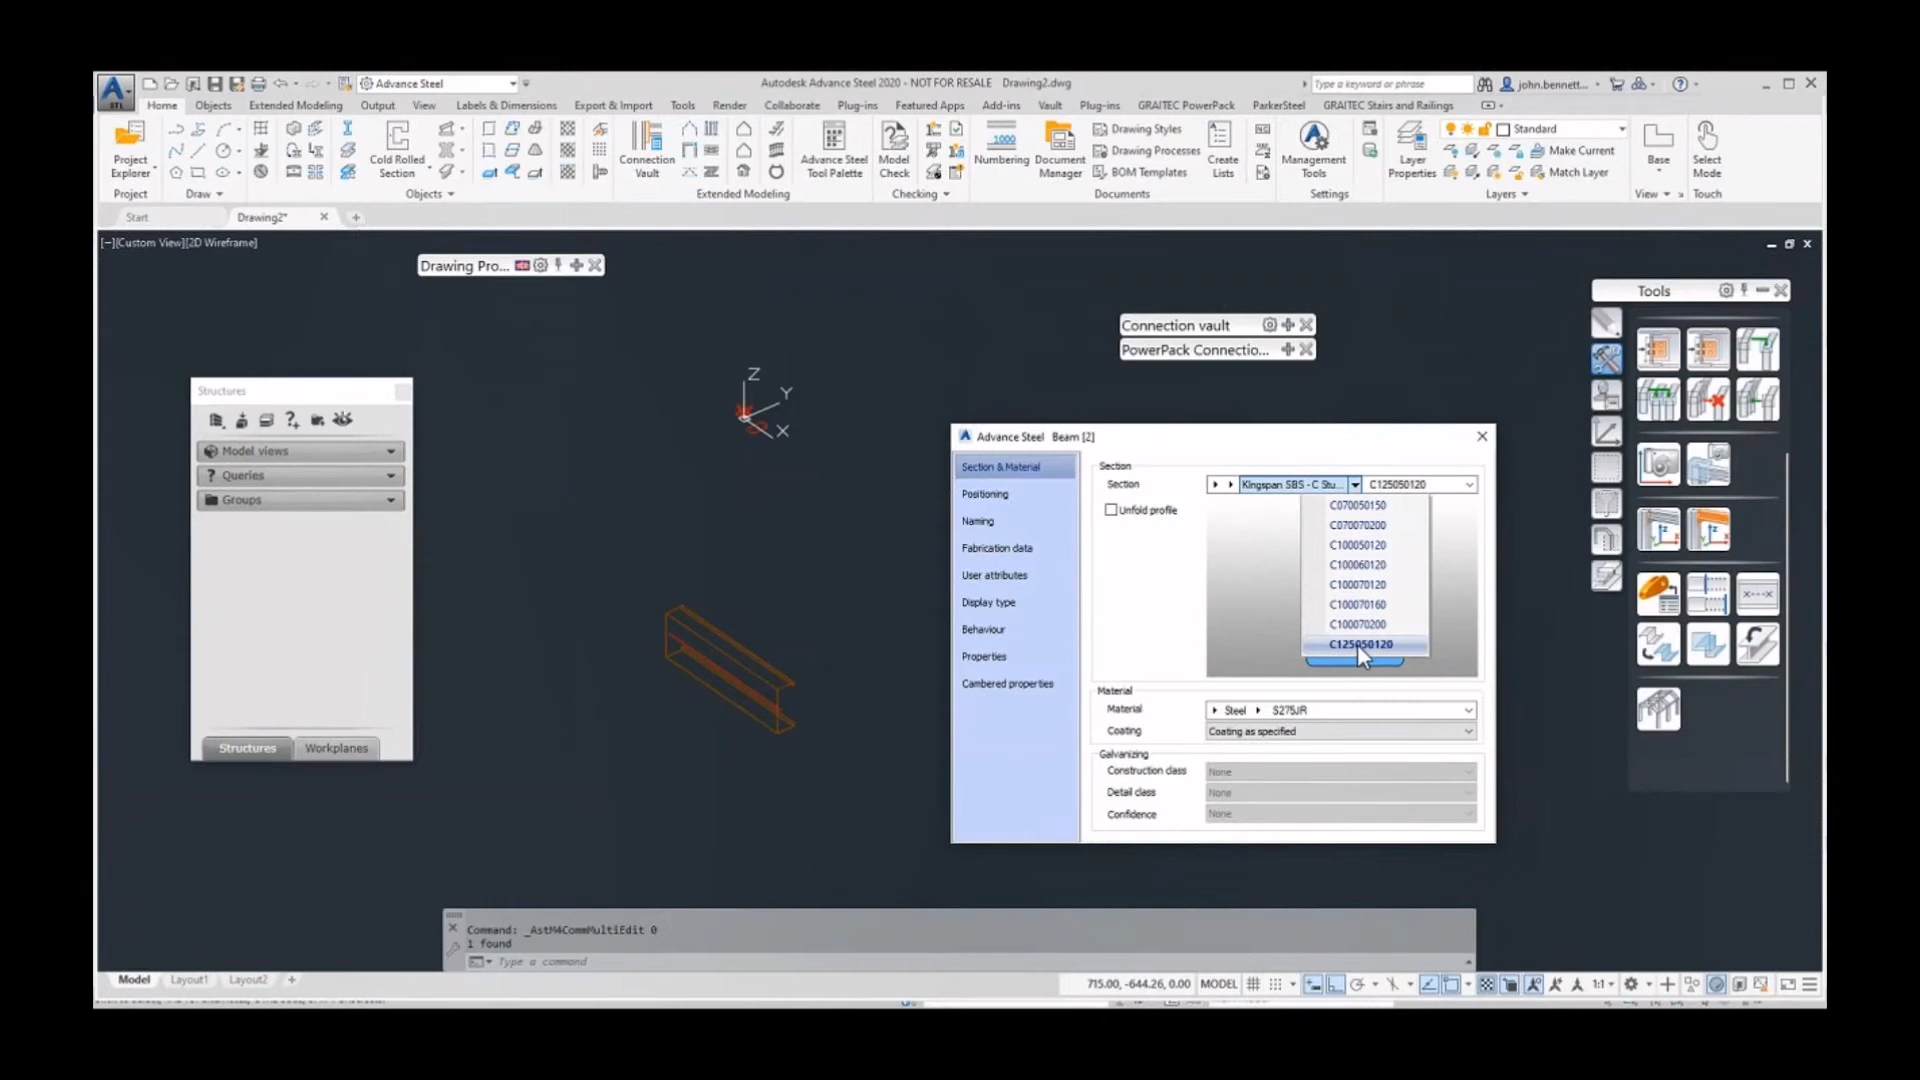 Advance Steel
Autodesk Advance Steel 2020 - NOT FOR RESALE Drawing2.dwg
Type a keyword or phrase
john.bennett...
STL
Home Objects Extended Modeling Output View Labels & Dimensions Export & Import Tools Render Collaborate Plug-ins Featured Apps Add-ins Vault Plug-ins GRAITEC PowerPack ParkerSteel GRAITEC Stairs and Railings
Project Explorer
Cold Rolled Section
Connection Vault
Advance Steel Tool Palette
Model Check
1000
Numbering
Document Manager
Drawing Styles
Drawing Processes
BOM Templates
Create Lists
Management Tools
Layer Properties
Standard
Make Current
Match Layer
Base
Select Mode
Project Draw Objects Extended Modeling Checking Documents Settings Layers View Touch
Start Drawing2*
[–][Custom View][2D Wireframe]
Drawing Pro...
Tools
Connection vault
PowerPack Connectio...
Z
Y
X
Structures
Model views
Queries
Groups
Structures Workplanes
Advance Steel Beam [2]
Section & Material
Positioning
Naming
Fabrication data
User attributes
Display type
Behaviour
Properties
Cambered properties
Section
Section Kingspan SBS - C Stu... C125050120
Unfold profile
C070050150
C070070200
C100050120
C100060120
C100070120
C100070160
C100070200
C125050120
Material
Material Steel S275JR
Coating Coating as specified
Galvanizing
Construction class None
Detail class None
Confidence None
Command: _AstM4CommMultiEdit 0
1 found
Type a command
Model Layout1 Layout2
715.00, -644.26, 0.00 MODEL
1:1